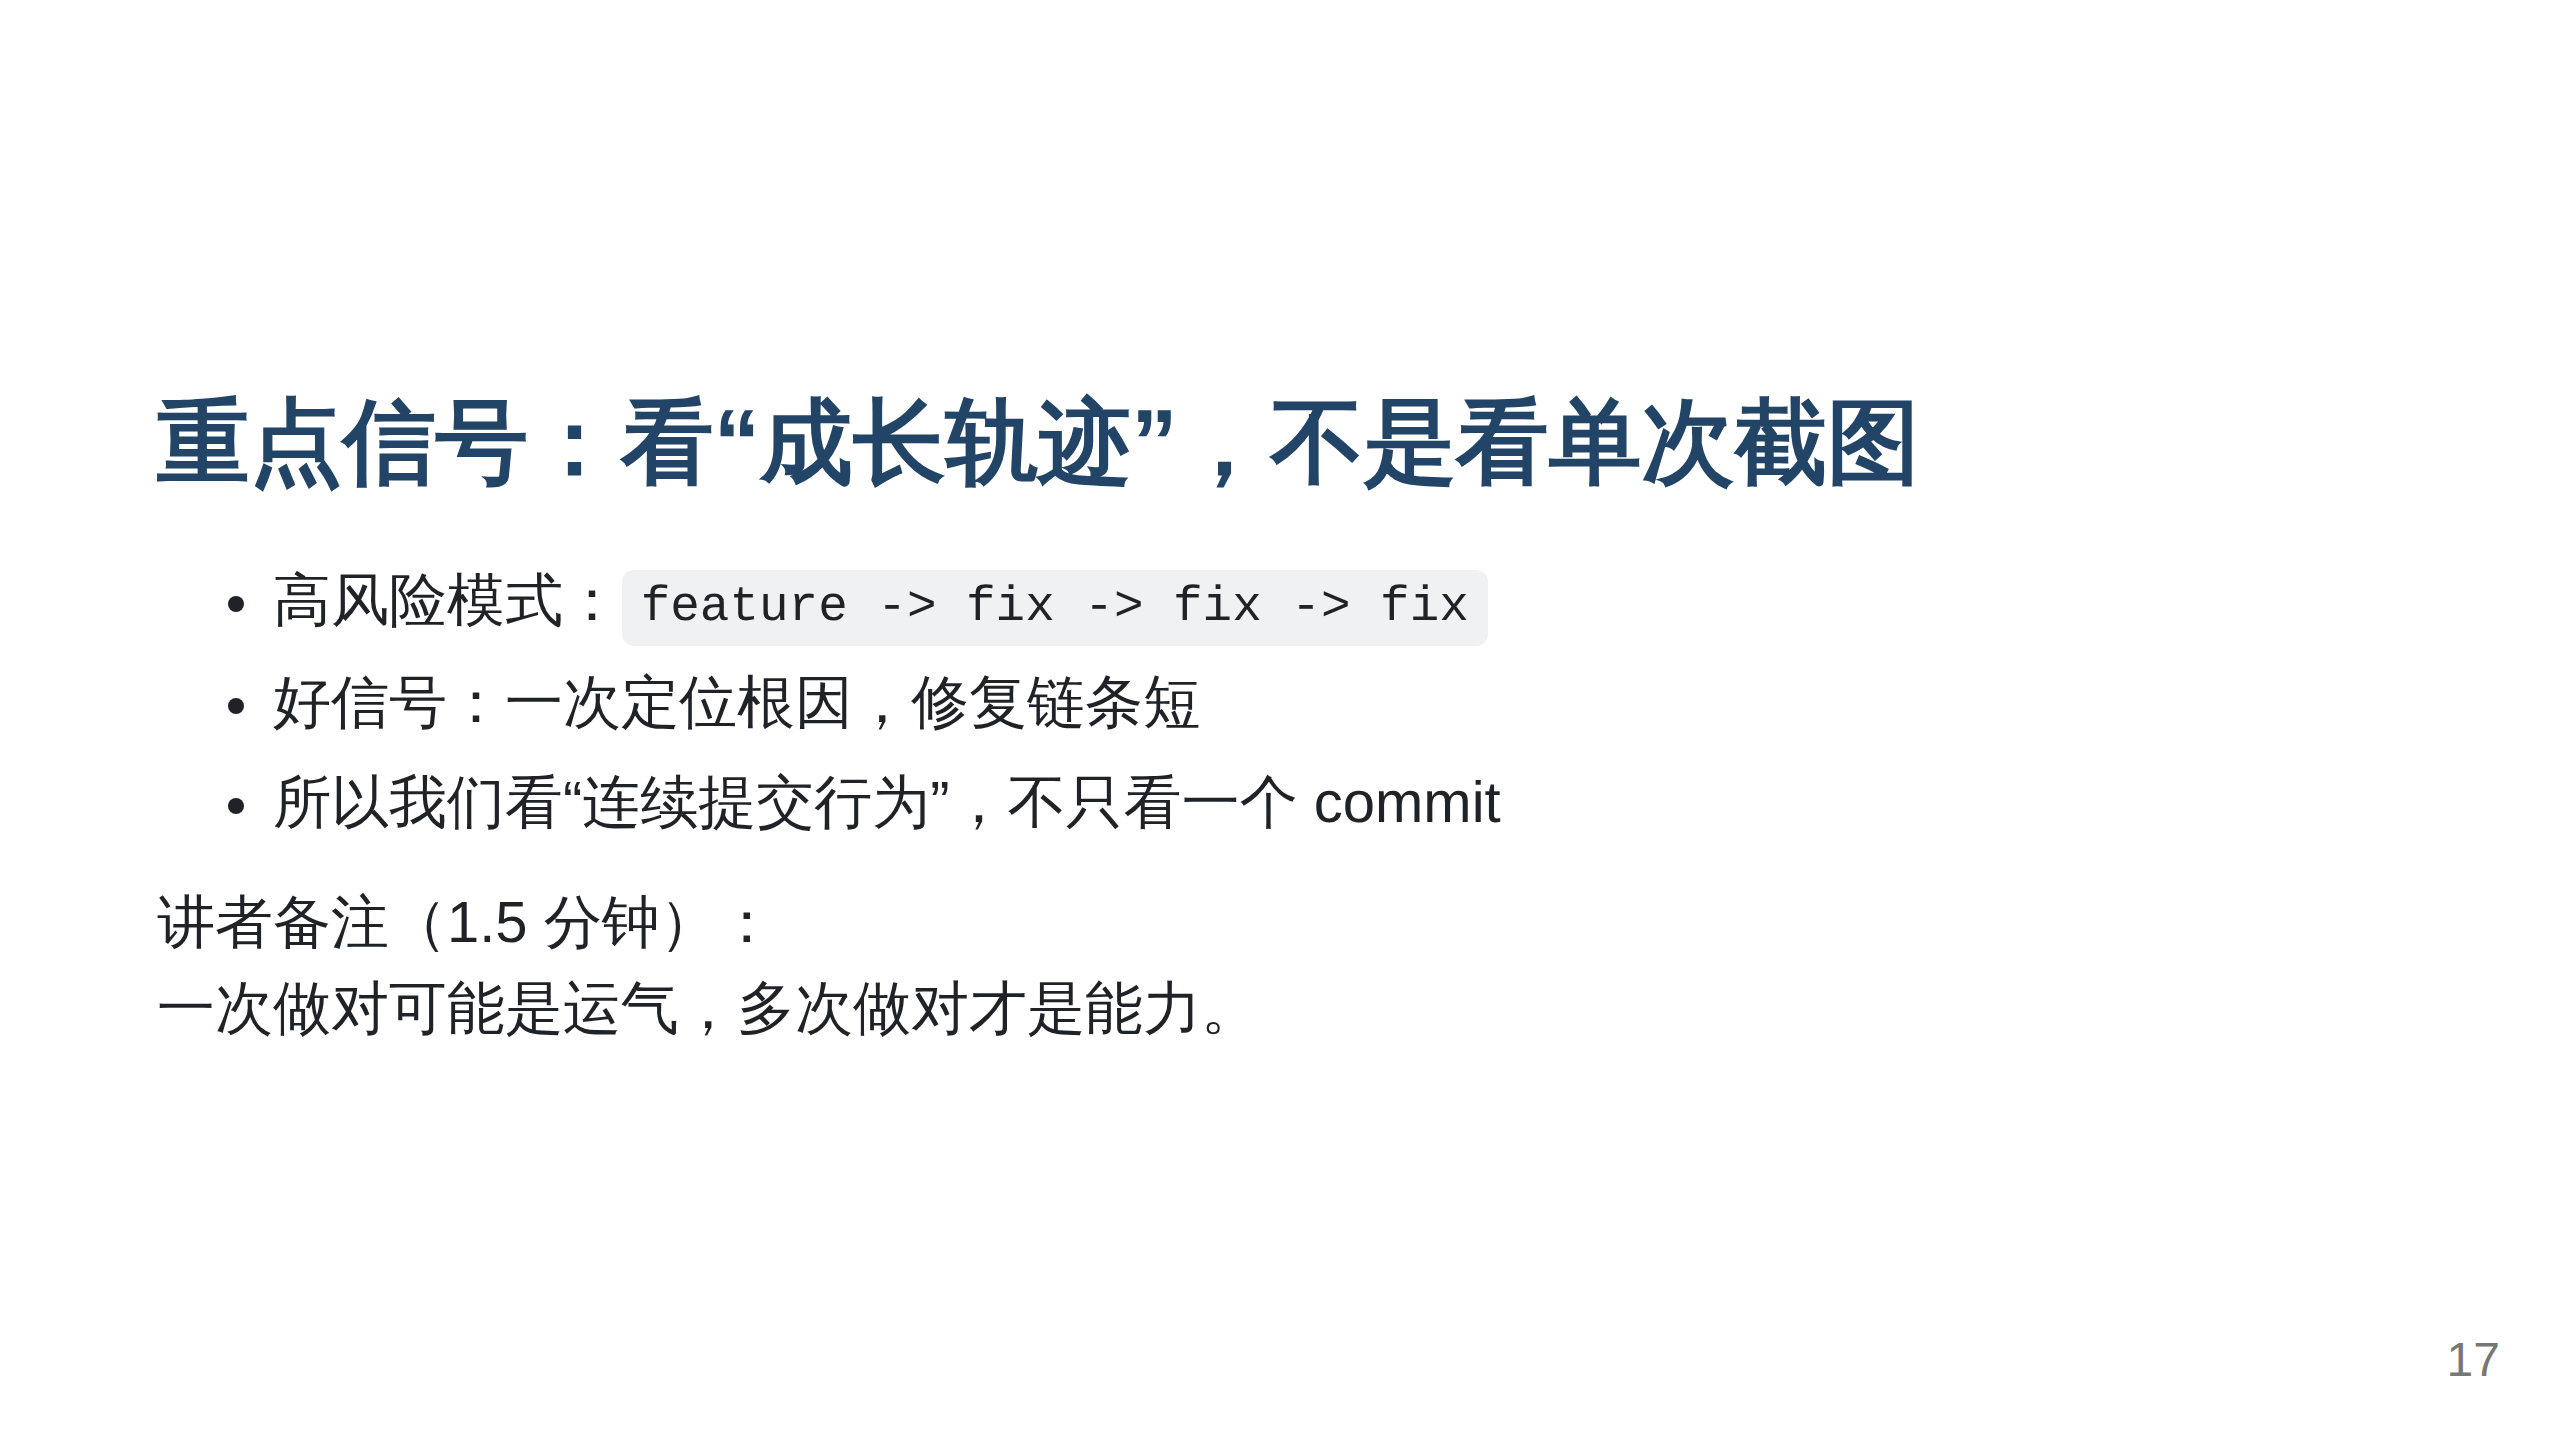 重点信号：看“成长轨迹”，不是看单次截图
• 高风险模式：feature -> fix -> fix -> fix
• 好信号：一次定位根因，修复链条短
• 所以我们看“连续提交行为”，不只看一个 commit
讲者备注（1.5 分钟）：
一次做对可能是运气，多次做对才是能力。
17